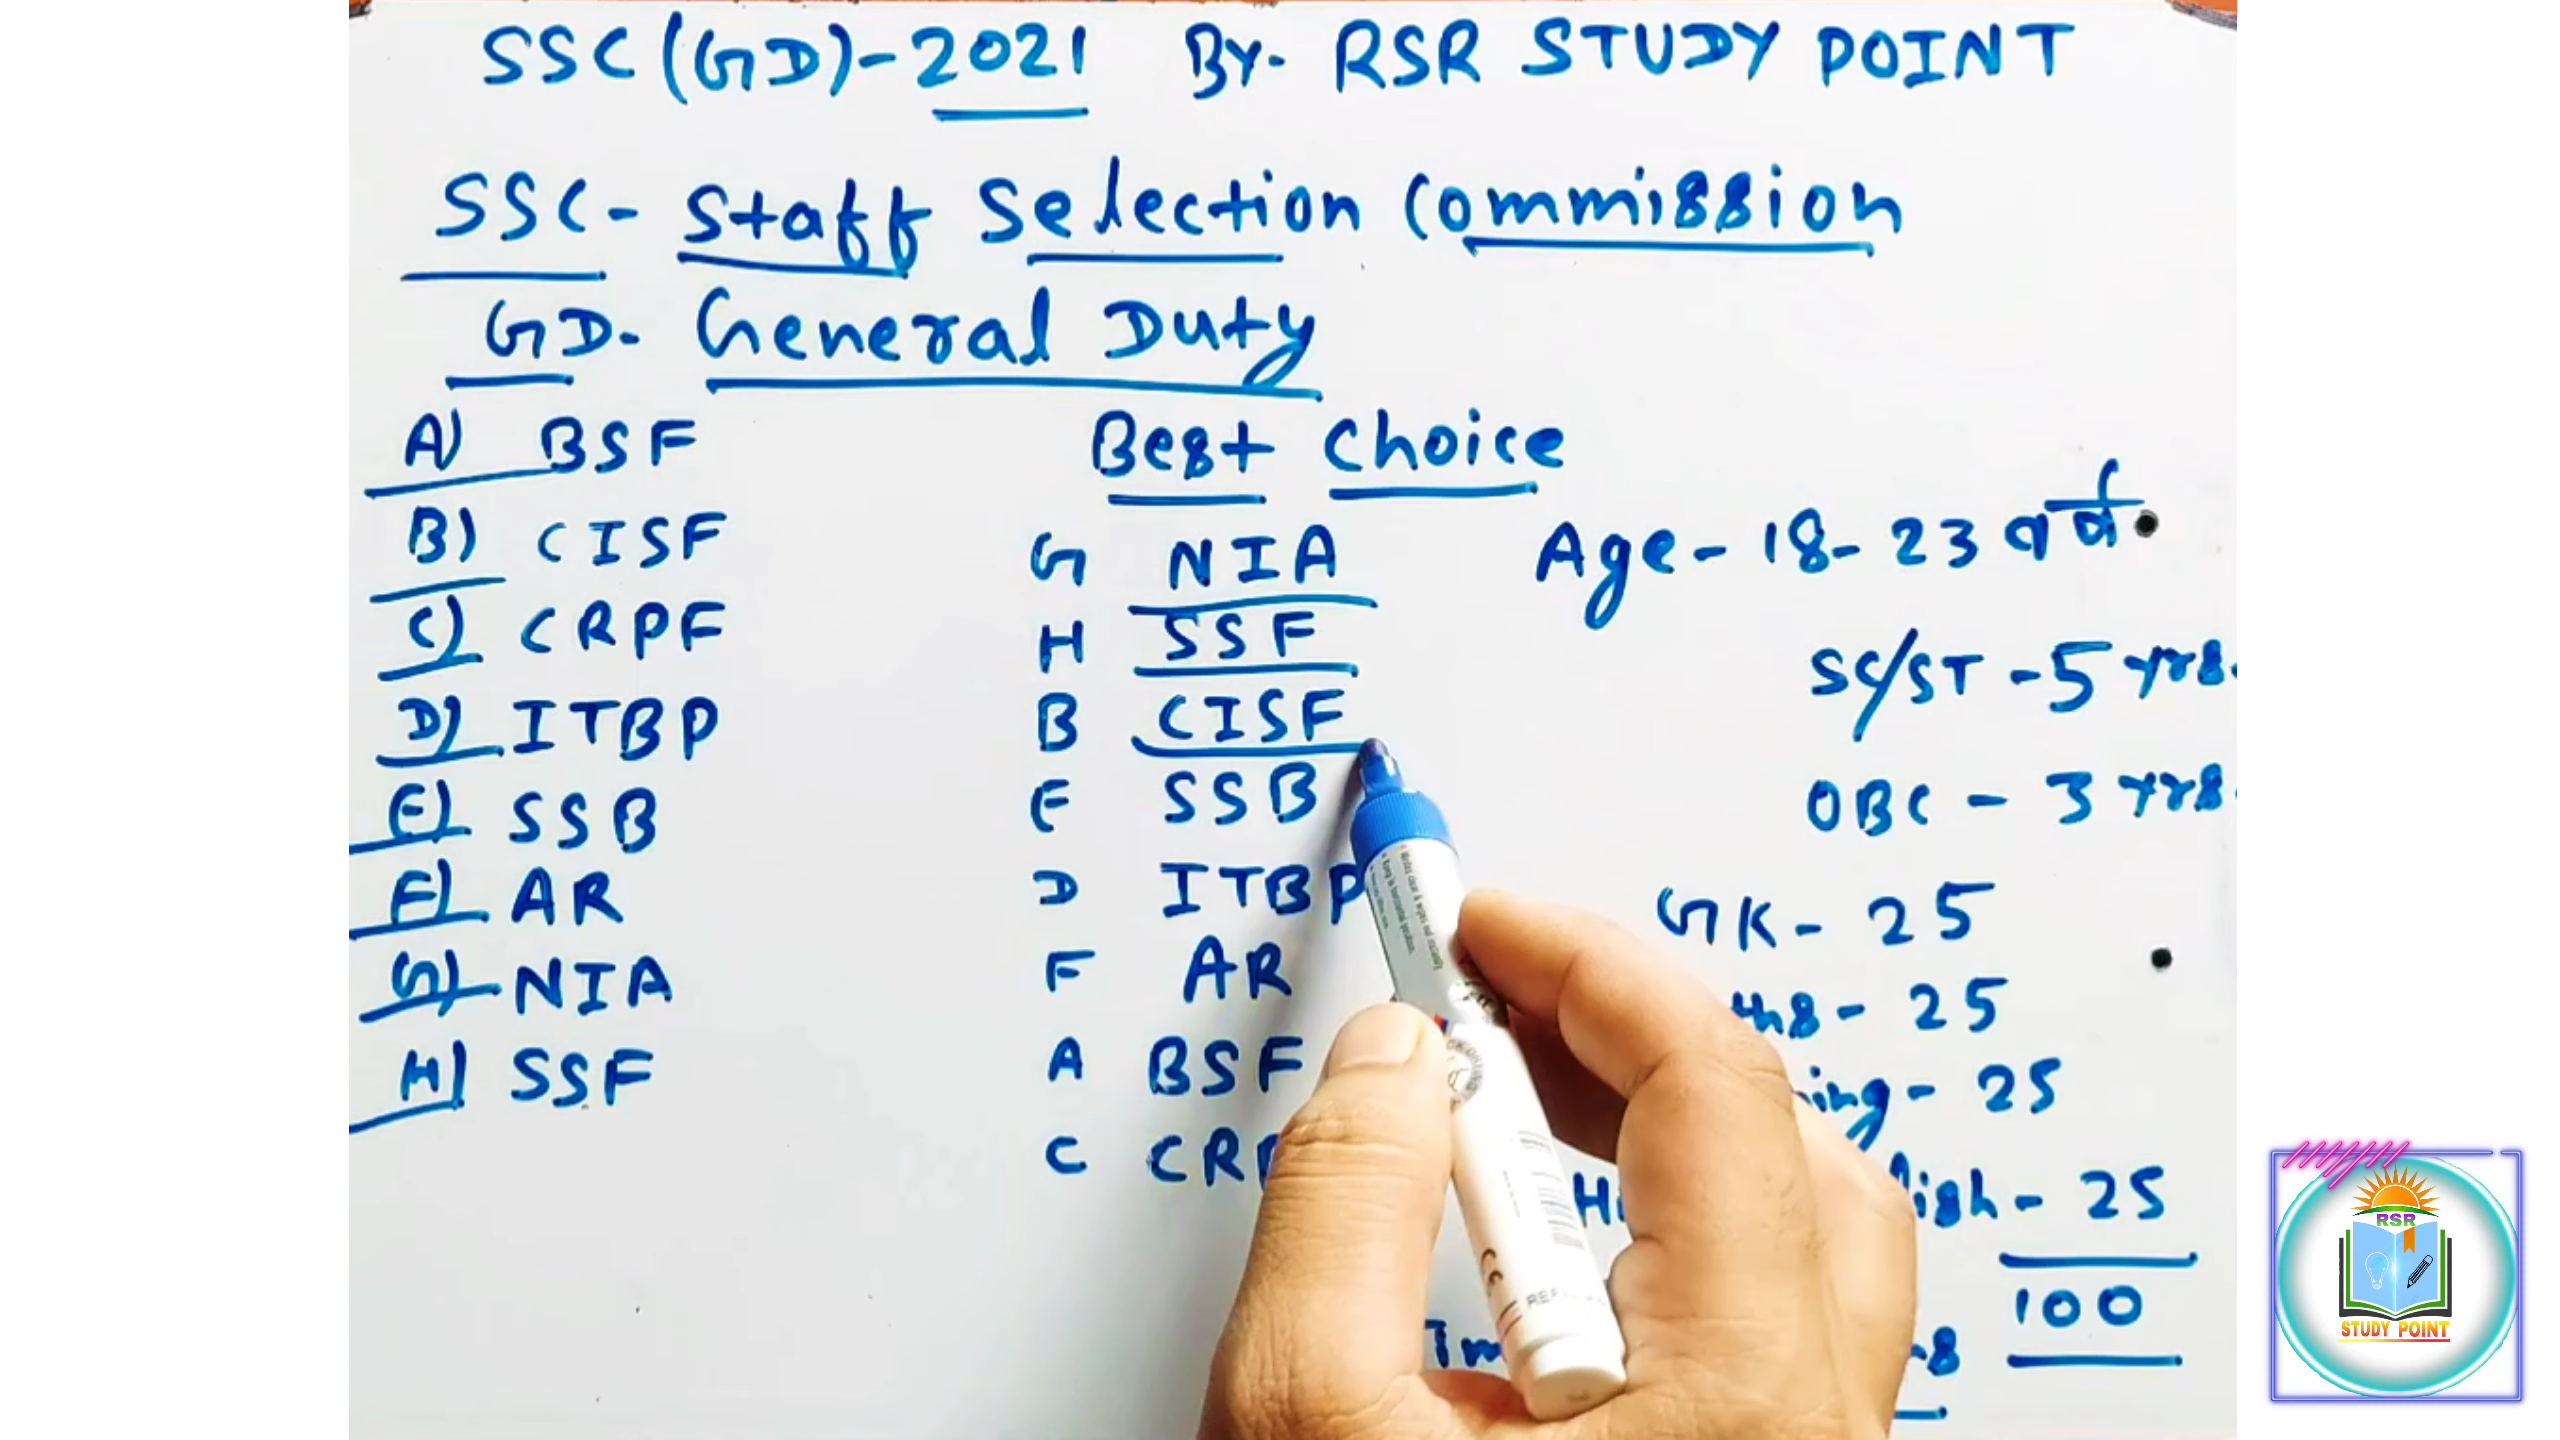 SSC (GD)-2021 By- RSR STUDY POINT
SSC- Staff Selection Commission
GD- General Duty
A) BSF
B) CISF
C) CRPF
D) ITBP
E) SSB
F) AR
G) NIA
H) SSF
Best Choice
G NIA
H SSF
B CISF
E SSB
D ITBP
F AR
A BSF
C
Age- 18-23 वर्ष
SC/ST -5 yrs.
OBC - 3 yrs.
GK- 25
- 25
- 25
- 25
100
RSR
STUDY POINT